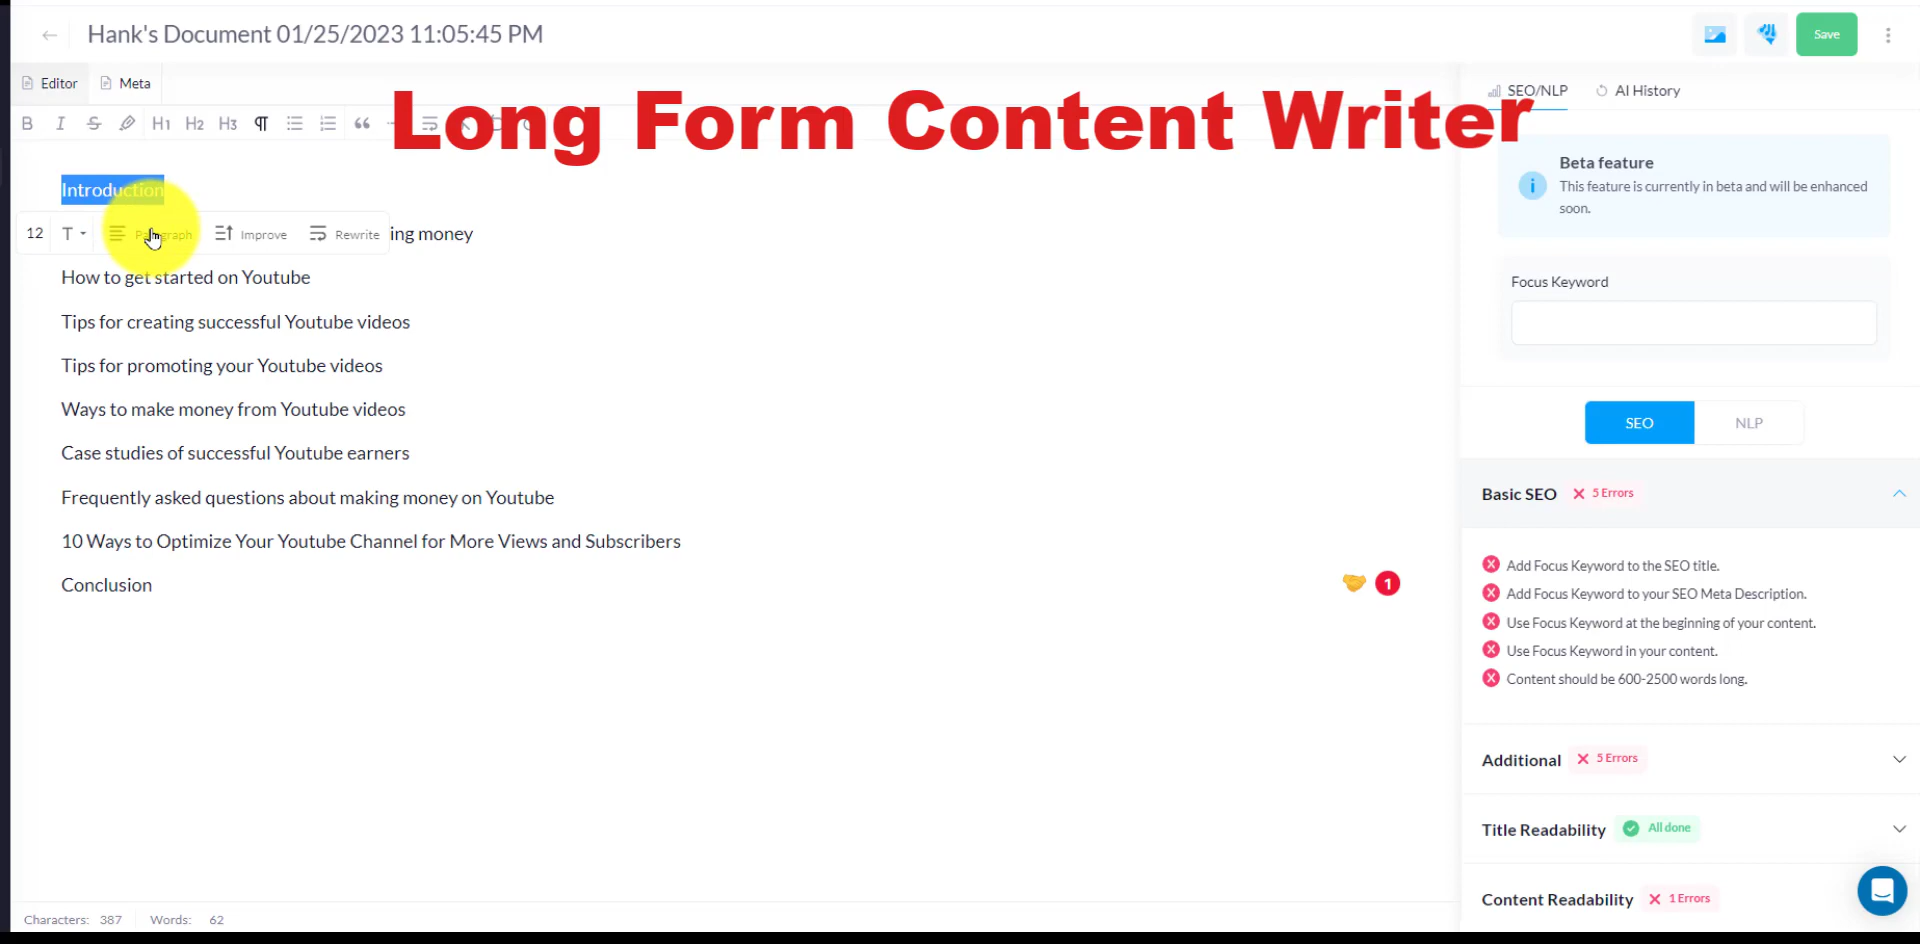 Hank's Document 01/25/2023 11:05:45 PM
Save
Editor
Meta
SEO/NLP
AI History
B I S H1 H2 H3
Long Form Content Writer
Beta feature
This feature is currently in beta and will be enhanced
soon.
Introduction
12 T Paragraph Improve Rewrite ing money
How to get started on Youtube
Tips for creating successful Youtube videos
Tips for promoting your Youtube videos
Ways to make money from Youtube videos
Case studies of successful Youtube earners
Frequently asked questions about making money on Youtube
10 Ways to Optimize Your Youtube Channel for More Views and Subscribers
Conclusion
1
Focus Keyword
SEO
NLP
Basic SEO 5 Errors
Add Focus Keyword to the SEO title.
Add Focus Keyword to your SEO Meta Description.
Use Focus Keyword at the beginning of your content.
Use Focus Keyword in your content.
Content should be 600-2500 words long.
Additional 5 Errors
Title Readability All done
Content Readability 1 Errors
Characters: 387 Words: 62